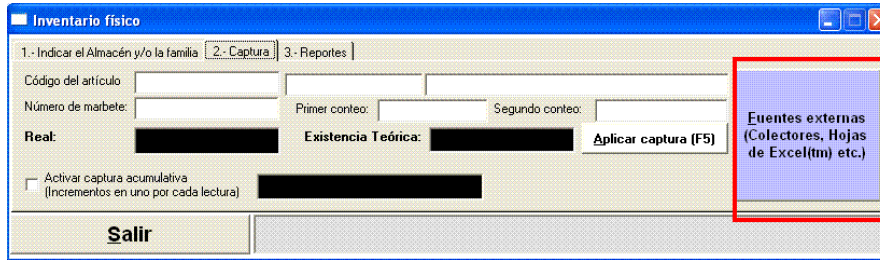 Inventario físico
1.- Indicar el Almacén y/o la familia 2.- Captura 3.- Reportes
Código del artículo
Número de marbete: Primer conteo: Segundo conteo:
Real: Existencia Teórica: Aplicar captura (F5)
Fuentes externas
(Colectores, Hojas
de Excel(tm) etc.)
Activar captura acumulativa
(Incrementos en uno por cada lectura)
Salir